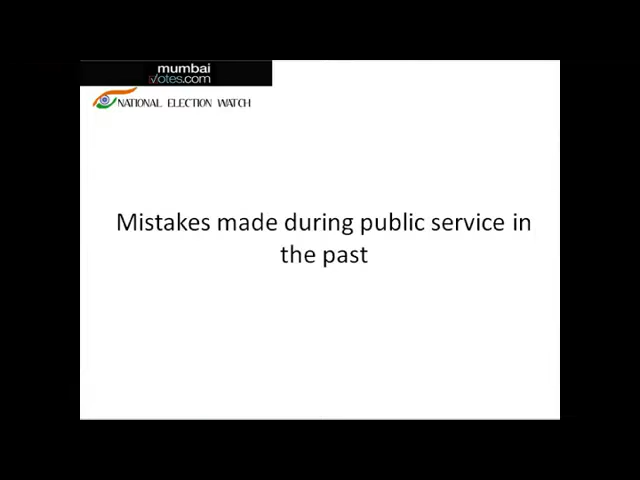 mumbai
votes.com
NATIONAL ELECTION WATCH
Mistakes made during public service in
the past